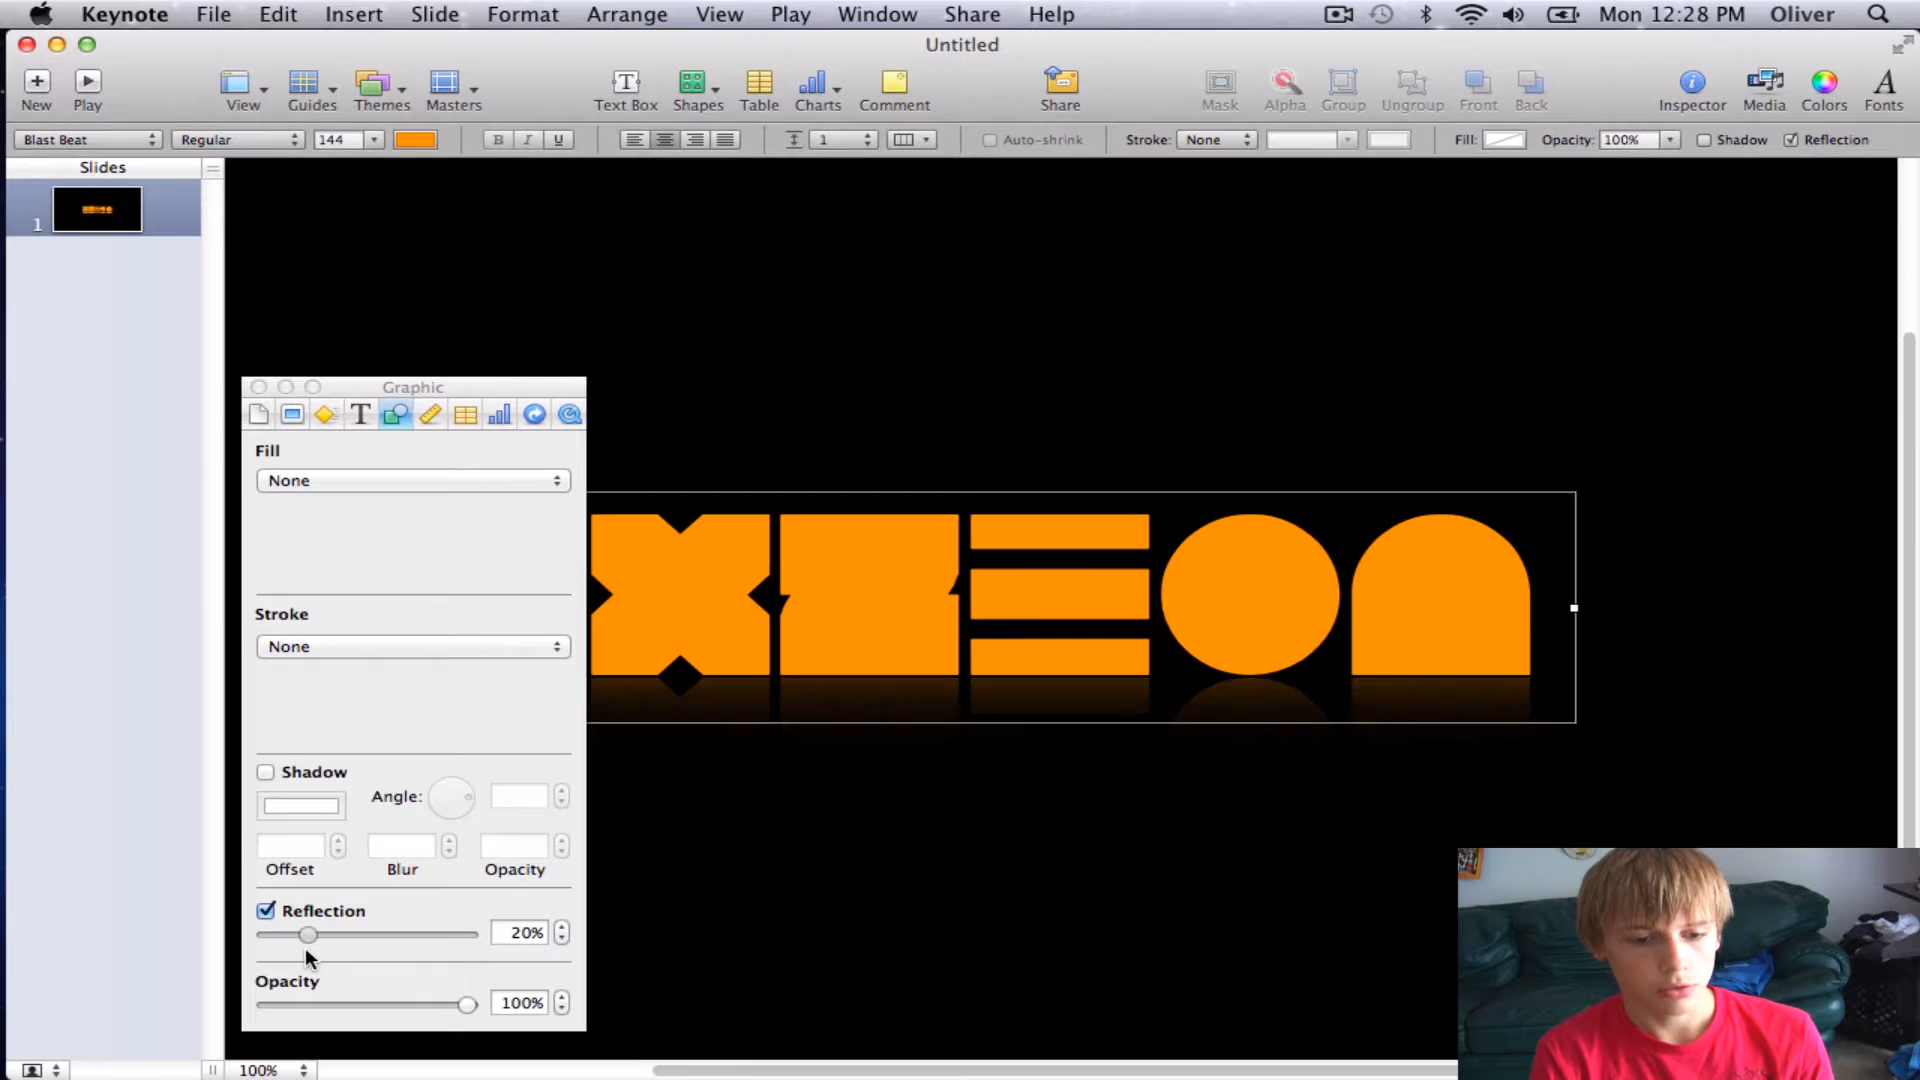 Keynote File Edit Insert Slide Format Arrange View Play Window Share Help Mon 12:28 PM Oliver
Untitled
New Play View Guides Themes Masters Text Box Shapes Table Charts Comment Share Mask Alpha Group Ungroup Front Back Inspector Media Colors Fonts
Blast Beat Regular 144 B I U 1 Auto-shrink Stroke: None Fill: Opacity: 100% Shadow Reflection
Slides
1
Graphic
Fill
None
Stroke
None
Shadow
Angle:
Offset Blur Opacity
Reflection
20%
Opacity
100%
100%